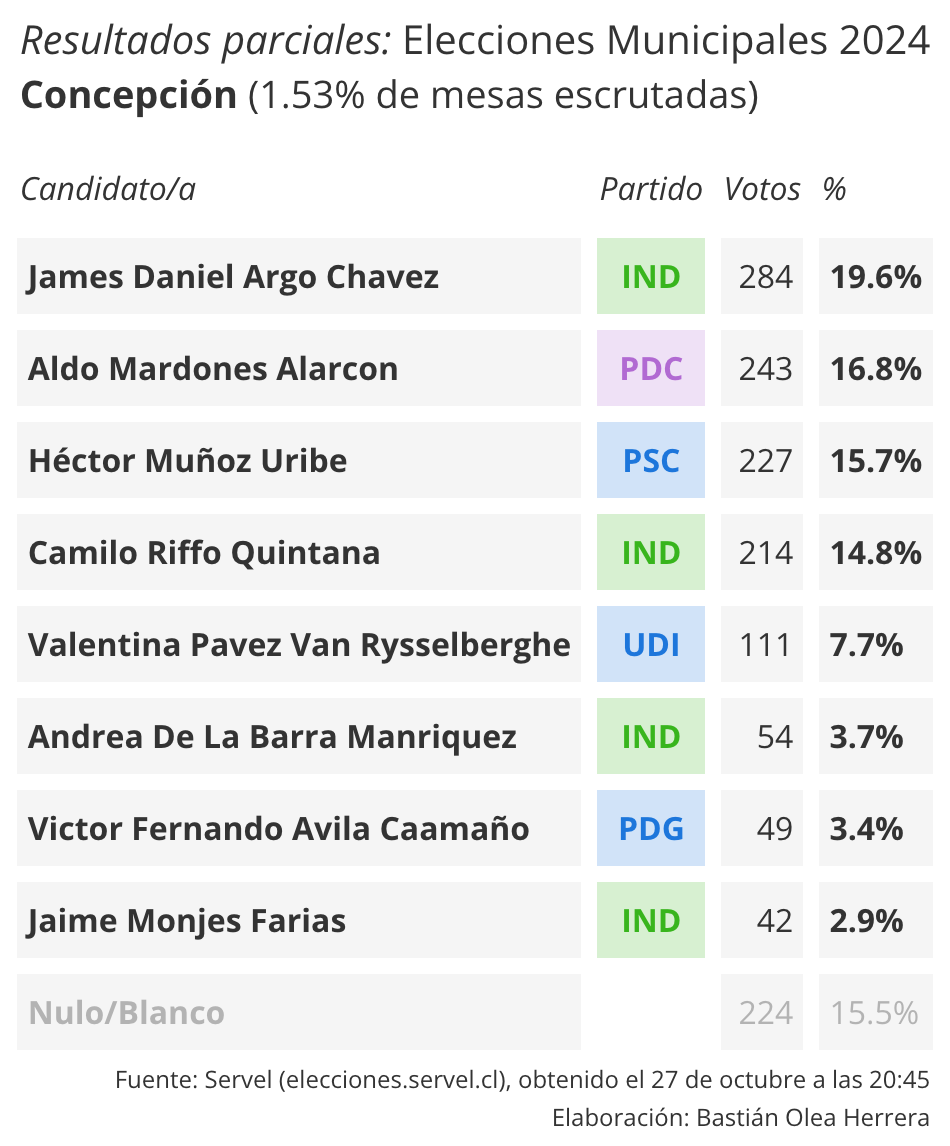 Resultados parciales: Elecciones Municipales 2024
Concepción (1.53% de mesas escrutadas)
Candidato/a Partido Votos %
James Daniel Argo Chavez IND 284 19.6%
Aldo Mardones Alarcon PDC 243 16.8%
Héctor Muñoz Uribe PSC 227 15.7%
Camilo Riffo Quintana IND 214 14.8%
Valentina Pavez Van Rysselberghe UDI 111 7.7%
Andrea De La Barra Manriquez IND 54 3.7%
Victor Fernando Avila Caamaño PDG 49 3.4%
Jaime Monjes Farias IND 42 2.9%
Nulo/Blanco 224 15.5%
Fuente: Servel (elecciones.servel.cl), obtenido el 27 de octubre a las 20:45
Elaboración: Bastián Olea Herrera